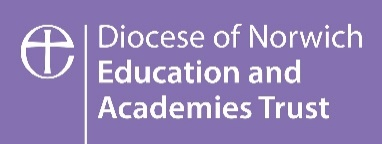 Diocese of Norwich
Education and
Academies Trust